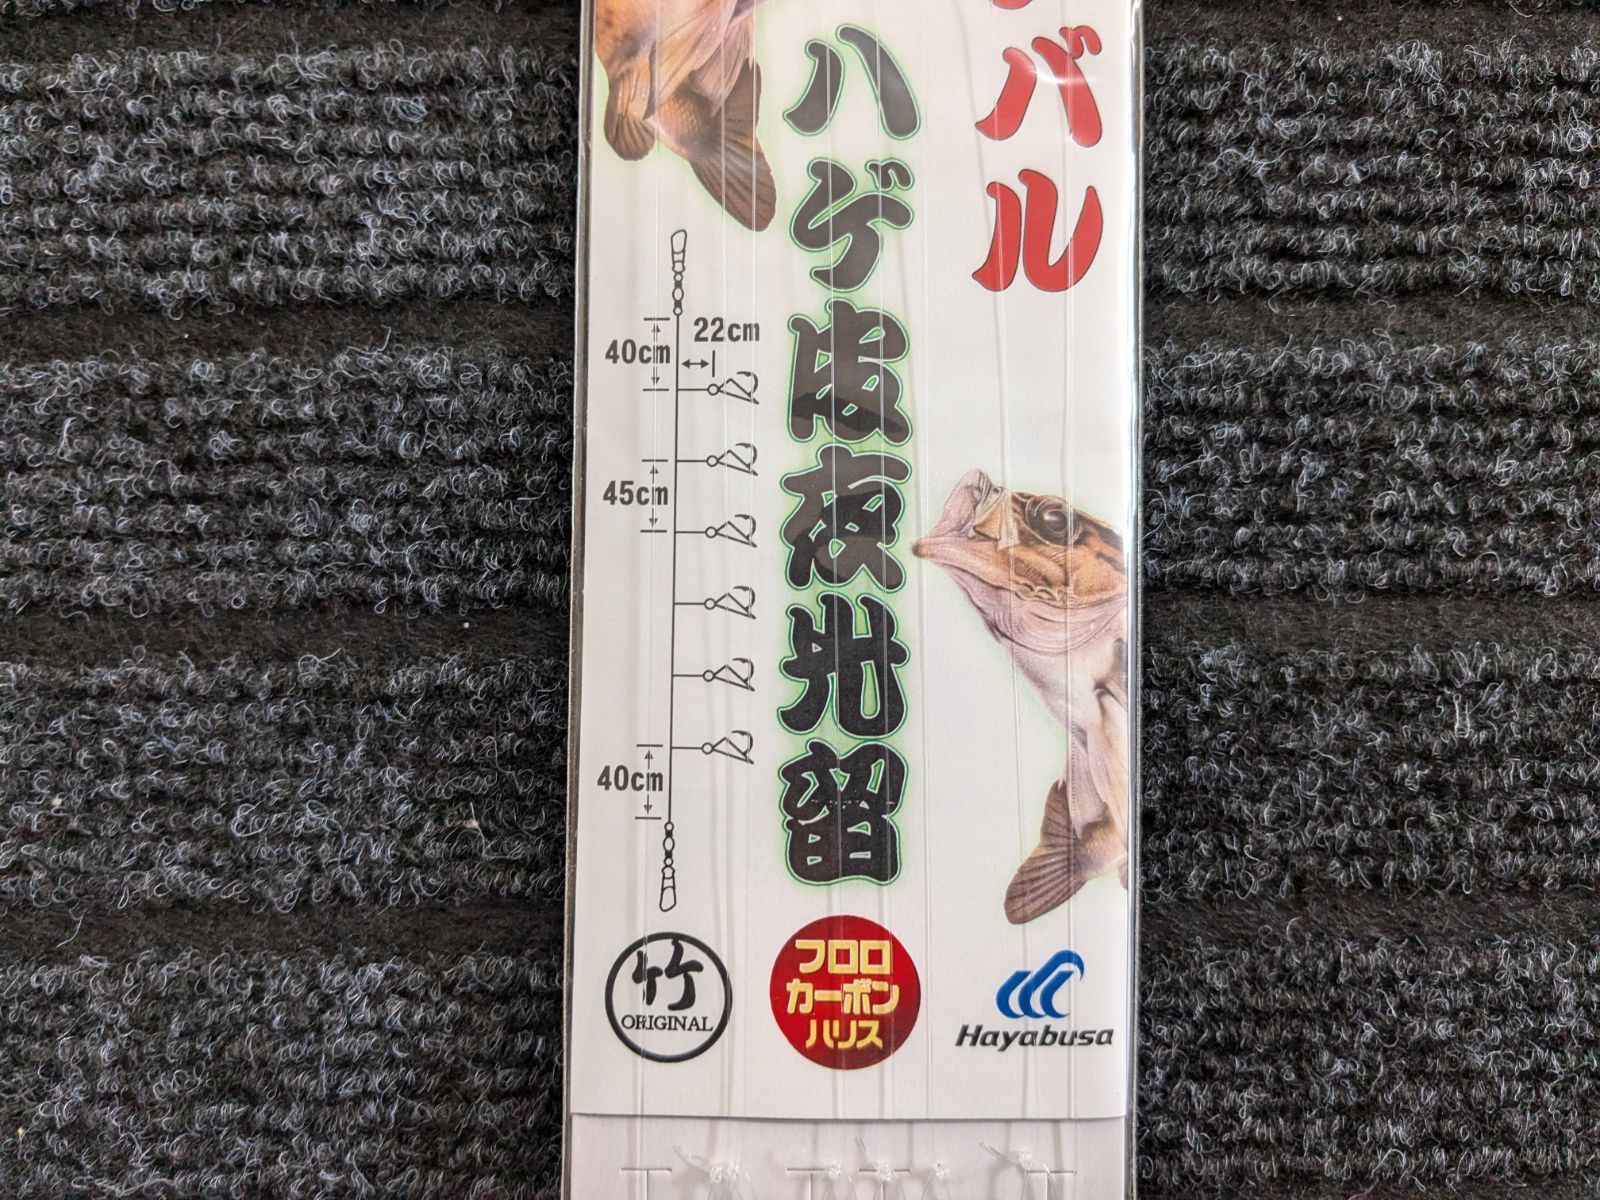 バル
ハゲ皮夜光留
22cm
40cm
45cm
40cm
竹
ORIGINAL
フロロ
カーボン
ハリス
Hayabusa